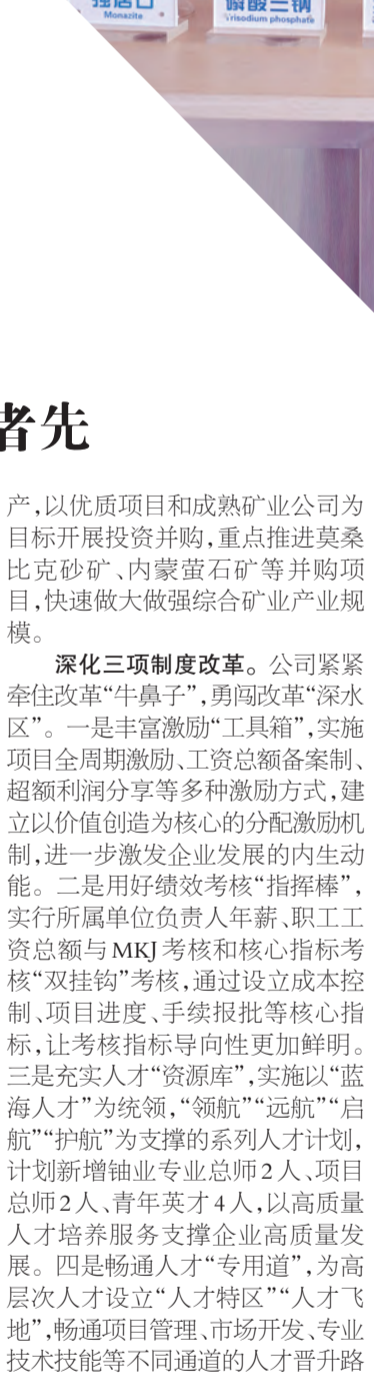 独居石
Monazite
磷酸三钠
Trisodium phosphate
者先
产,以优质项目和成熟矿业公司为
目标开展投资并购,重点推进莫桑
比克砂矿、内蒙萤石矿等并购项
目,快速做大做强综合矿业产业规
模。
深化三项制度改革。公司紧紧
牵住改革“牛鼻子”,勇闯改革“深水
区”。一是丰富激励“工具箱”,实施
项目全周期激励、工资总额备案制、
超额利润分享等多种激励方式,建
立以价值创造为核心的分配激励机
制,进一步激发企业发展的内生动
能。二是用好绩效考核“指挥棒”,
实行所属单位负责人年薪、职工工
资总额与MKJ考核和核心指标考
核“双挂钩”考核,通过设立成本控
制、项目进度、手续报批等核心指
标,让考核指标导向性更加鲜明。
三是充实人才“资源库”,实施以“蓝
海人才”为统领,“领航”“远航”“启
航”“护航”为支撑的系列人才计划,
计划新增铀业专业总师2人、项目
总师2人、青年英才4人,以高质量
人才培养服务支撑企业高质量发
展。四是畅通人才“专用道”,为高
层次人才设立“人才特区”“人才飞
地”,畅通项目管理、市场开发、专业
技术技能等不同通道的人才晋升路